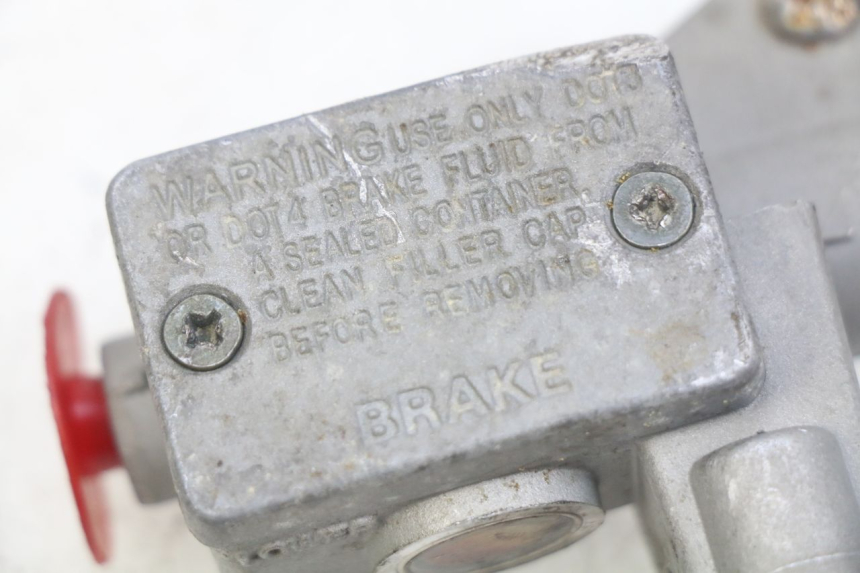 WARNING USE ONLY DOT3
OR DOT4 BRAKE FLUID FROM
A SEALED CONTAINER.
CLEAN FILLER CAP
BEFORE REMOVING
BRAKE